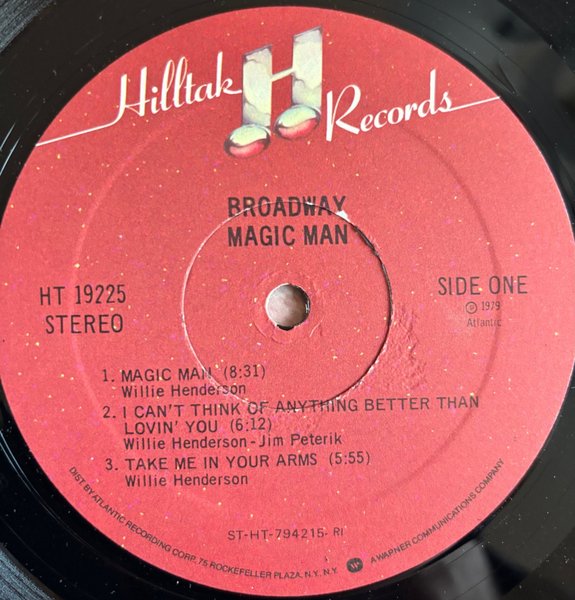 Hilltak H Records
BROADWAY
MAGIC MAN
HT 19225
STEREO
SIDE ONE
℗ 1979
Atlantic
1. MAGIC MAN (8:31)
Willie Henderson
2. I CAN'T THINK OF ANYTHING BETTER THAN
LOVIN' YOU (6:12)
Willie Henderson-Jim Peterik
3. TAKE ME IN YOUR ARMS (5:55)
Willie Henderson
ST-HT-794215- RI
DIST BY ATLANTIC RECORDING CORP. 75 ROCKEFELLER PLAZA, N.Y. N.Y. W A WARNER COMMUNICATIONS COMPANY